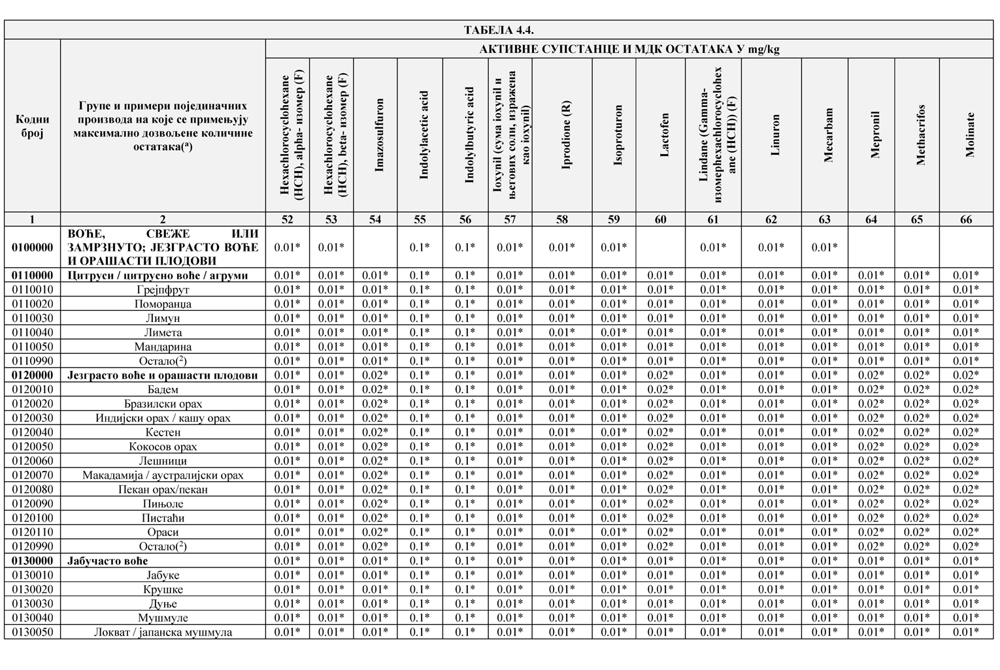 ТАБЕЛА 4.4.
Кодни број
Групе и примери појединачних производа на које се примењују максимално дозвољене количине остатака(ᵃ)
АКТИВНЕ СУПСТАНЦЕ И МДК ОСТАТАКА У mg/kg
Hexachlorocyclohexane (HCH), alpha- изомер (F)
Hexachlorocyclohexane (HCH), beta- изомер (F)
Imazosulfuron
Indolylacetic acid
Indolylbutyric acid
Ioxynil (сума ioxynil и његових соли, изражена као ioxynil)
Iprodione (R)
Isoproturon
Lactofen
Lindane (Gamma-изомерhexachlorocyclohexane (HCH)) (F)
Linuron
Mecarbam
Mepronil
Methacrifos
Molinate
1 2 52 53 54 55 56 57 58 59 60 61 62 63 64 65 66
0100000 ВОЋЕ, СВЕЖЕ ИЛИ ЗАМРЗНУТО; ЈЕЗГРАСТО ВОЋЕ И ОРАШАСТИ ПЛОДОВИ 0.01* 0.01* 0.1* 0.1* 0.01* 0.01* 0.01* 0.01* 0.01* 0.01*
0110000 Цитруси / цитрусно воће / агруми 0.01* 0.01* 0.01* 0.1* 0.1* 0.01* 0.01* 0.01* 0.01* 0.01* 0.01* 0.01* 0.01* 0.01* 0.01*
0110010 Грејпфрут 0.01* 0.01* 0.01* 0.1* 0.1* 0.01* 0.01* 0.01* 0.01* 0.01* 0.01* 0.01* 0.01* 0.01* 0.01*
0110020 Поморанџа 0.01* 0.01* 0.01* 0.1* 0.1* 0.01* 0.01* 0.01* 0.01* 0.01* 0.01* 0.01* 0.01* 0.01* 0.01*
0110030 Лимун 0.01* 0.01* 0.01* 0.1* 0.1* 0.01* 0.01* 0.01* 0.01* 0.01* 0.01* 0.01* 0.01* 0.01* 0.01*
0110040 Лимета 0.01* 0.01* 0.01* 0.1* 0.1* 0.01* 0.01* 0.01* 0.01* 0.01* 0.01* 0.01* 0.01* 0.01* 0.01*
0110050 Мандарина 0.01* 0.01* 0.01* 0.1* 0.1* 0.01* 0.01* 0.01* 0.01* 0.01* 0.01* 0.01* 0.01* 0.01* 0.01*
0110990 Остало(²) 0.01* 0.01* 0.01* 0.1* 0.1* 0.01* 0.01* 0.01* 0.01* 0.01* 0.01* 0.01* 0.01* 0.01* 0.01*
0120000 Језграсто воће и орашасти плодови 0.01* 0.01* 0.02* 0.1* 0.1* 0.01* 0.01* 0.01* 0.02* 0.01* 0.01* 0.01* 0.02* 0.02* 0.02*
0120010 Бадем 0.01* 0.01* 0.02* 0.1* 0.1* 0.01* 0.01* 0.01* 0.02* 0.01* 0.01* 0.01* 0.02* 0.02* 0.02*
0120020 Бразилски орах 0.01* 0.01* 0.02* 0.1* 0.1* 0.01* 0.01* 0.01* 0.02* 0.01* 0.01* 0.01* 0.02* 0.02* 0.02*
0120030 Индијски орах / кашу орах 0.01* 0.01* 0.02* 0.1* 0.1* 0.01* 0.01* 0.01* 0.02* 0.01* 0.01* 0.01* 0.02* 0.02* 0.02*
0120040 Кестен 0.01* 0.01* 0.02* 0.1* 0.1* 0.01* 0.01* 0.01* 0.02* 0.01* 0.01* 0.01* 0.02* 0.02* 0.02*
0120050 Кокосов орах 0.01* 0.01* 0.02* 0.1* 0.1* 0.01* 0.01* 0.01* 0.02* 0.01* 0.01* 0.01* 0.02* 0.02* 0.02*
0120060 Лешници 0.01* 0.01* 0.02* 0.1* 0.1* 0.01* 0.01* 0.01* 0.02* 0.01* 0.01* 0.01* 0.02* 0.02* 0.02*
0120070 Макадамија / аустралијски орах 0.01* 0.01* 0.02* 0.1* 0.1* 0.01* 0.01* 0.01* 0.02* 0.01* 0.01* 0.01* 0.02* 0.02* 0.02*
0120080 Пекан орах/пекан 0.01* 0.01* 0.02* 0.1* 0.1* 0.01* 0.01* 0.01* 0.02* 0.01* 0.01* 0.01* 0.02* 0.02* 0.02*
0120090 Пињоле 0.01* 0.01* 0.02* 0.1* 0.1* 0.01* 0.01* 0.01* 0.02* 0.01* 0.01* 0.01* 0.02* 0.02* 0.02*
0120100 Пистаћи 0.01* 0.01* 0.02* 0.1* 0.1* 0.01* 0.01* 0.01* 0.02* 0.01* 0.01* 0.01* 0.02* 0.02* 0.02*
0120110 Ораси 0.01* 0.01* 0.02* 0.1* 0.1* 0.01* 0.01* 0.01* 0.02* 0.01* 0.01* 0.01* 0.02* 0.02* 0.02*
0120990 Остало(²) 0.01* 0.01* 0.02* 0.1* 0.1* 0.01* 0.01* 0.01* 0.02* 0.01* 0.01* 0.01* 0.02* 0.02* 0.02*
0130000 Јабучасто воће 0.01* 0.01* 0.01* 0.1* 0.1* 0.01* 0.01* 0.01* 0.01* 0.01* 0.01* 0.01* 0.01* 0.01* 0.01*
0130010 Јабуке 0.01* 0.01* 0.01* 0.1* 0.1* 0.01* 0.01* 0.01* 0.01* 0.01* 0.01* 0.01* 0.01* 0.01* 0.01*
0130020 Крушке 0.01* 0.01* 0.01* 0.1* 0.1* 0.01* 0.01* 0.01* 0.01* 0.01* 0.01* 0.01* 0.01* 0.01* 0.01*
0130030 Дуње 0.01* 0.01* 0.01* 0.1* 0.1* 0.01* 0.01* 0.01* 0.01* 0.01* 0.01* 0.01* 0.01* 0.01* 0.01*
0130040 Мушмуле 0.01* 0.01* 0.01* 0.1* 0.1* 0.01* 0.01* 0.01* 0.01* 0.01* 0.01* 0.01* 0.01* 0.01* 0.01*
0130050 Локват / јапанска мушмула 0.01* 0.01* 0.01* 0.1* 0.1* 0.01* 0.01* 0.01* 0.01* 0.01* 0.01* 0.01* 0.01* 0.01* 0.01*